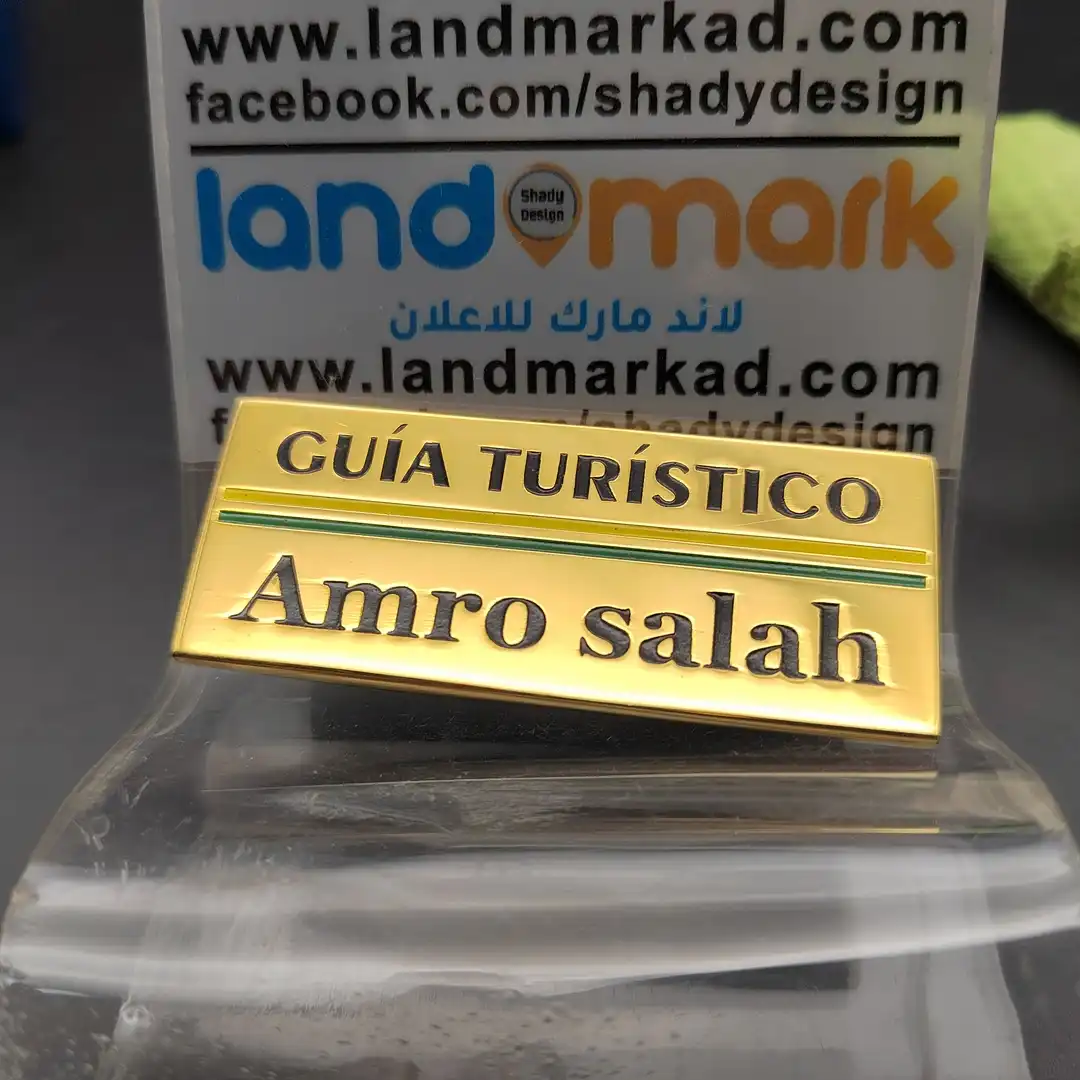 www.landmarkad.com
facebook.com/shadydesign
land mark
Shady
Design
لاند مارك للاعلان
www.landmarkad.com
/shadydesign
GUÍA TURÍSTICO
Amro salah